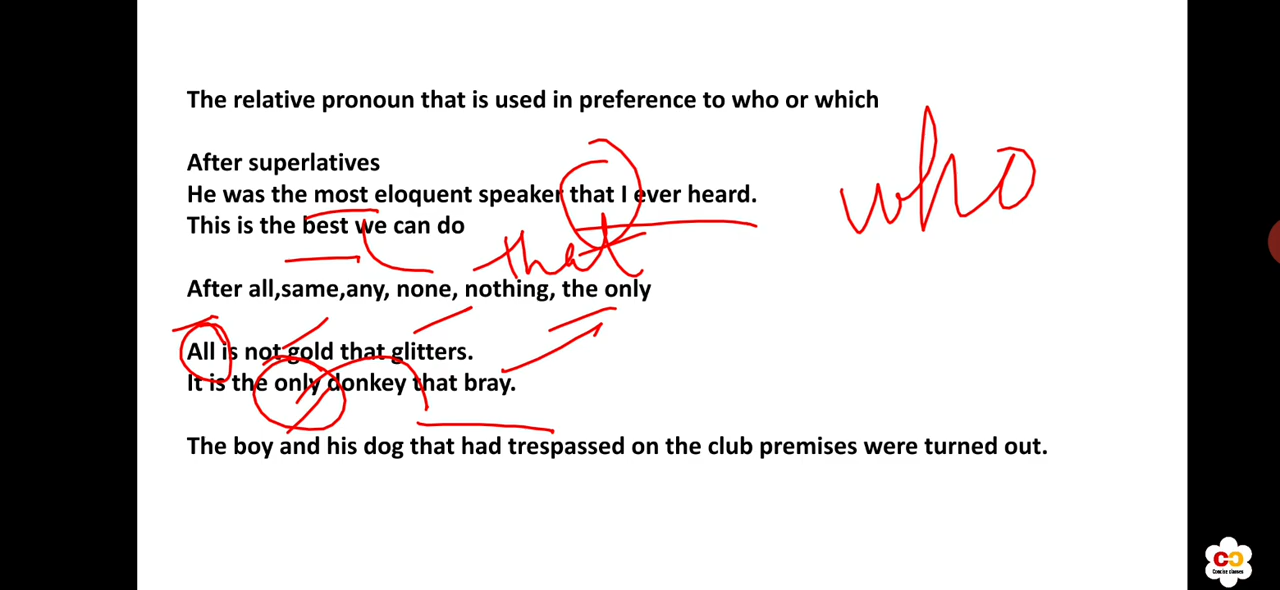 The relative pronoun that is used in preference to who or which
After superlatives
who
He was the most eloquent speaker that I ever heard.
This is the best we can do
that
After all,same,any, none, nothing, the only
All is not gold that glitters.
It is the only donkey that bray.
The boy and his dog that had trespassed on the club premises were turned out.
Concise classes